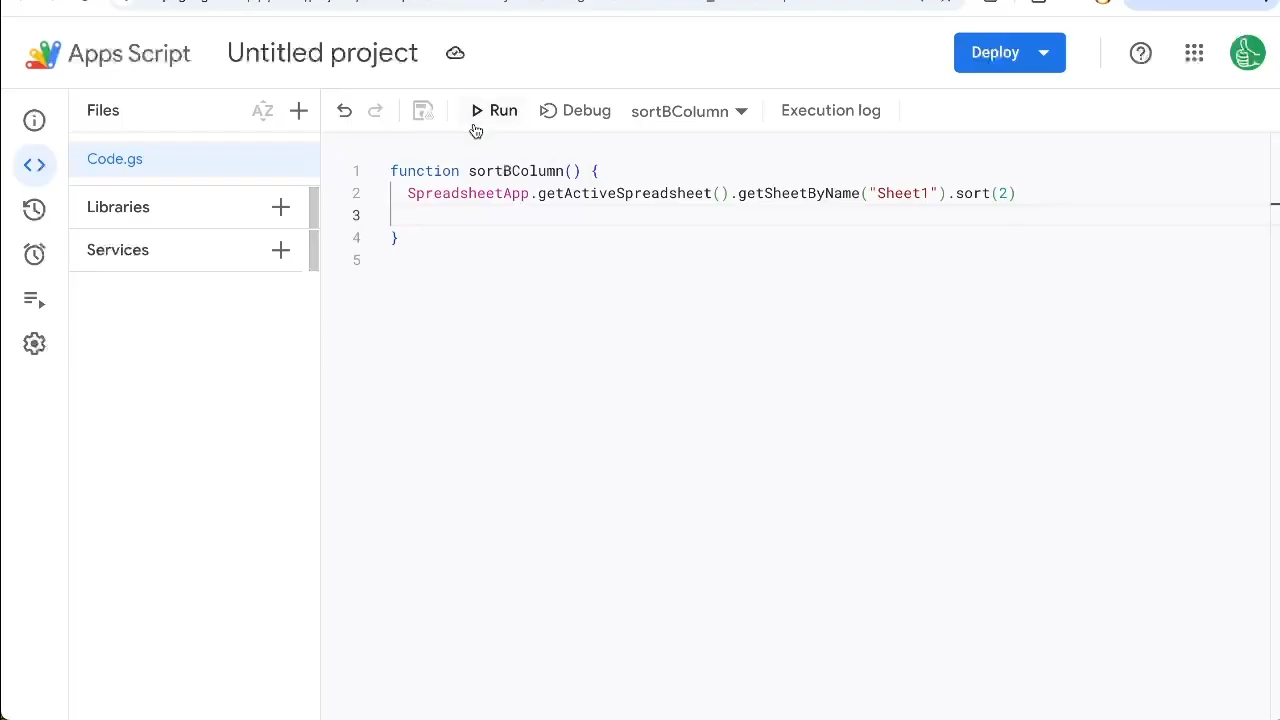 Apps Script
Untitled project
Deploy
Files
AZ
Run
Debug
sortBColumn
Execution log
Code.gs
Libraries
Services
1 function sortBColumn() {
2 SpreadsheetApp.getActiveSpreadsheet().getSheetByName("Sheet1").sort(2)
3
4 }
5